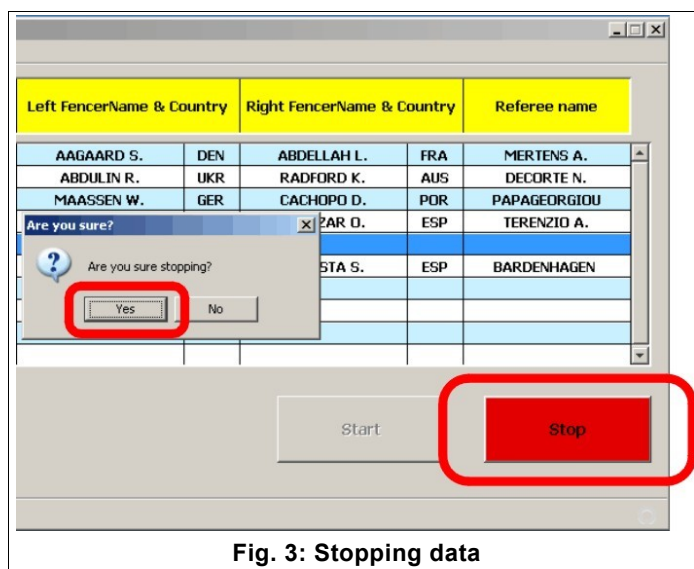 Left FencerName & Country Right FencerName & Country Referee name
AAGAARD S. DEN ABDELLAH L. FRA MERTENS A.
ABDULIN R. UKR RADFORD K. AUS DECORTE N.
MAASSEN W. GER CACHOPO D. POR PAPAGEORGIOU
Are you sure? ZAR O. ESP TERENZIO A.
Are you sure stopping? STA S. ESP BARDENHAGEN
Yes No
Start Stop
Fig. 3: Stopping data